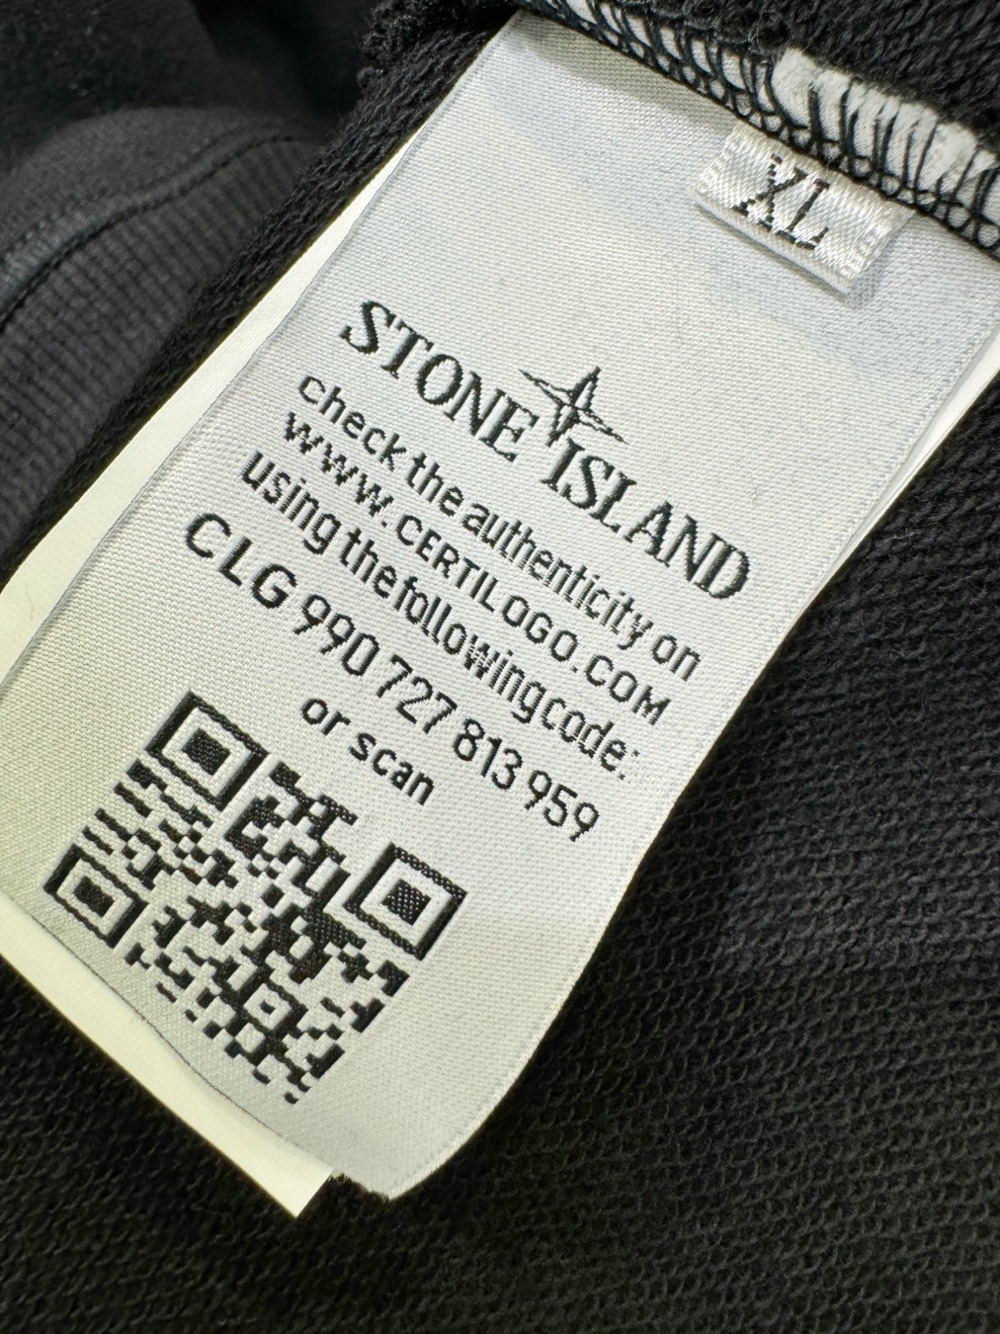 XL
STONE ISLAND
check the authenticity on
WWW.CERTILOGO.COM
using the following code:
CLG 990 727 813 959
or scan